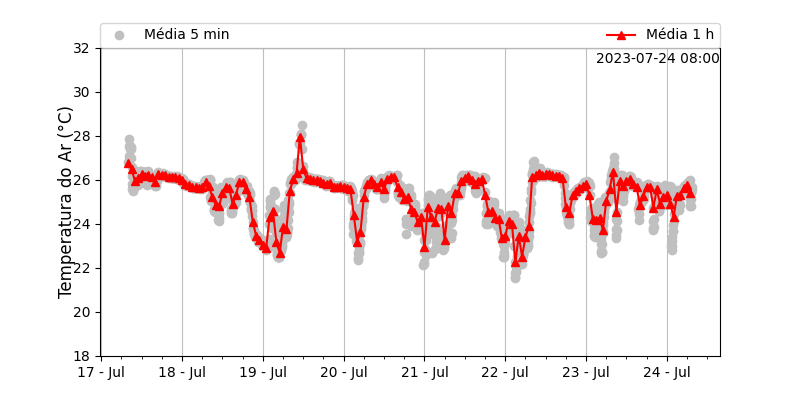 Média 5 min
Média 1 h
2023-07-24 08:00
Temperatura do Ar (°C)
32
30
28
26
24
22
20
18
17 - Jul
18 - Jul
19 - Jul
20 - Jul
21 - Jul
22 - Jul
23 - Jul
24 - Jul